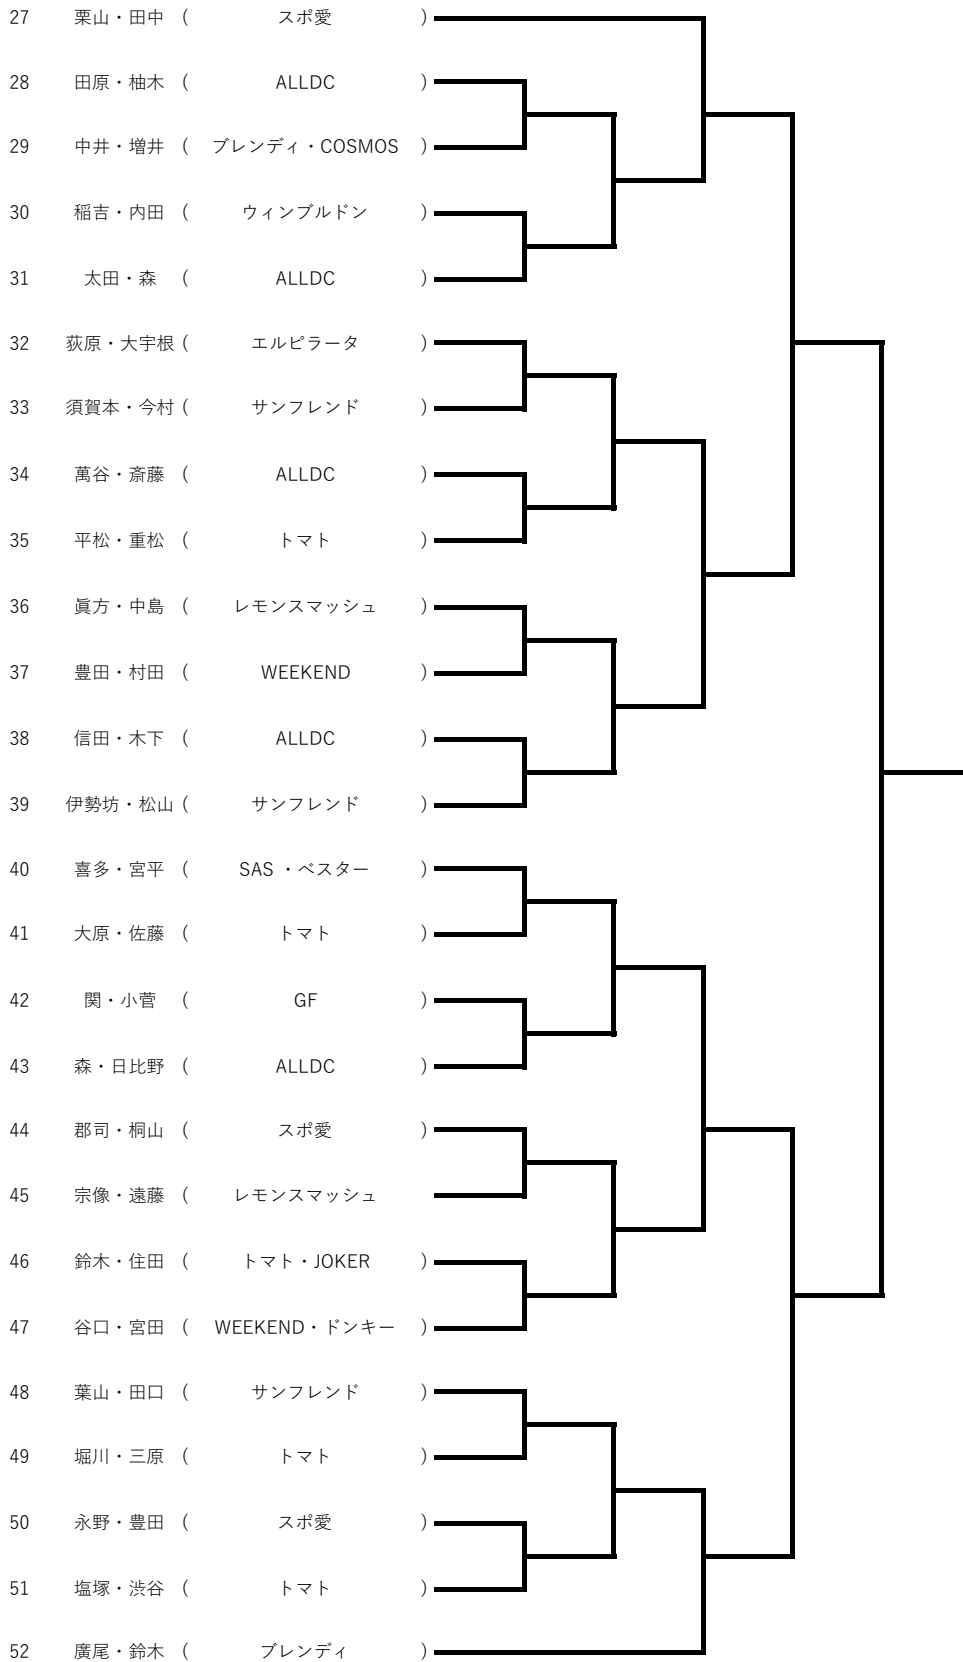 27 栗山・田中 ( スポ愛 )
28 田原・柚木 ( ALLDC )
29 中井・増井 ( ブレンディ・COSMOS )
30 稲吉・内田 ( ウィンブルドン )
31 太田・森 ( ALLDC )
32 荻原・大宇根 ( エルピラータ )
33 須賀本・今村 ( サンフレンド )
34 萬谷・斎藤 ( ALLDC )
35 平松・重松 ( トマト )
36 眞方・中島 ( レモンスマッシュ )
37 豊田・村田 ( WEEKEND )
38 信田・木下 ( ALLDC )
39 伊勢坊・松山 ( サンフレンド )
40 喜多・宮平 ( SAS ・ベスター )
41 大原・佐藤 ( トマト )
42 関・小菅 ( GF )
43 森・日比野 ( ALLDC )
44 郡司・桐山 ( スポ愛 )
45 宗像・遠藤 ( レモンスマッシュ
46 鈴木・住田 ( トマト・JOKER )
47 谷口・宮田 ( WEEKEND・ドンキー )
48 葉山・田口 ( サンフレンド )
49 堀川・三原 ( トマト )
50 永野・豊田 ( スポ愛 )
51 塩塚・渋谷 ( トマト )
52 廣尾・鈴木 ( ブレンディ )